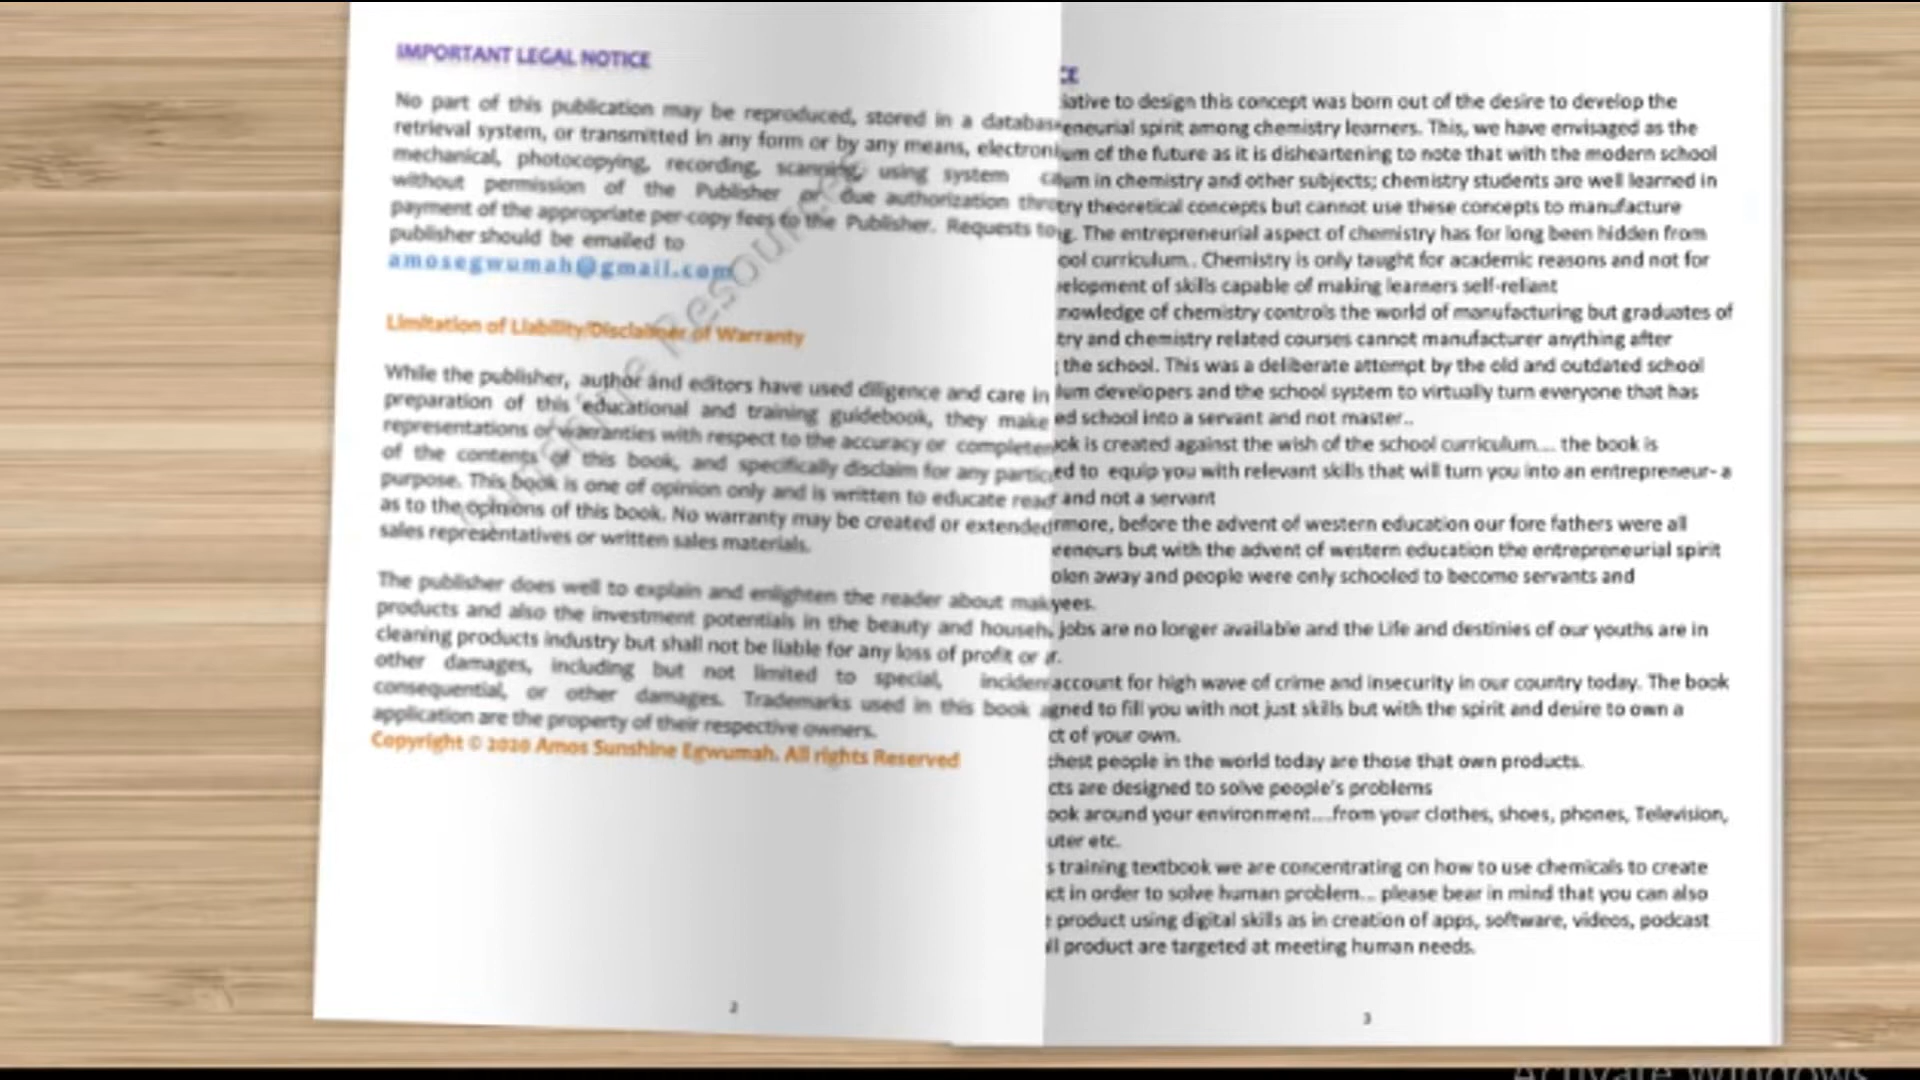 IMPORTANT LEGAL NOTICE
No part of this publication may be reproduced, stored in a databas
retrieval system, or transmitted in any form or by any means, electroni
mechanical, photocopying, recording, scanning, using system
without permission of the Publisher or due authorization thro
payment of the appropriate per-copy fees to the Publisher. Requests to
publisher should be emailed to
amosegwumah@gmail.com
Limitation of Liability/Disclaimer of Warranty
While the publisher, author and editors have used diligence and care in
preparation of this educational and training guidebook, they make
representations or warranties with respect to the accuracy or completen
of the contents of this book, and specifically disclaim for any partic
purpose. This book is one of opinion only and is written to educate read
as to the opinions of this book. No warranty may be created or extended
sales representatives or written sales materials.
The publisher does well to explain and enlighten the reader about mak
products and also the investment potentials in the beauty and househ
cleaning products industry but shall not be liable for any loss of profit or
other damages, including but not limited to special, inciden
consequential, or other damages. Trademarks used in this book
application are the property of their respective owners.
Copyright © 2020 Amos Sunshine Egwumah. All rights Reserved
2
CE
iative to design this concept was born out of the desire to develop the
eneurial spirit among chemistry learners. This, we have envisaged as the
um of the future as it is disheartening to note that with the modern school
um in chemistry and other subjects; chemistry students are well learned in
try theoretical concepts but cannot use these concepts to manufacture
g. The entrepreneurial aspect of chemistry has for long been hidden from
ool curriculum.. Chemistry is only taught for academic reasons and not for
elopment of skills capable of making learners self-reliant
nowledge of chemistry controls the world of manufacturing but graduates of
try and chemistry related courses cannot manufacturer anything after
the school. This was a deliberate attempt by the old and outdated school
lum developers and the school system to virtually turn everyone that has
ed school into a servant and not master..
ok is created against the wish of the school curriculum.... the book is
ed to equip you with relevant skills that will turn you into an entrepreneur- a
and not a servant
rmore, before the advent of western education our fore fathers were all
reneurs but with the advent of western education the entrepreneurial spirit
olen away and people were only schooled to become servants and
yees.
jobs are no longer available and the Life and destinies of our youths are in
r.
account for high wave of crime and insecurity in our country today. The book
gned to fill you with not just skills but with the spirit and desire to own a
ct of your own.
chest people in the world today are those that own products.
cts are designed to solve people's problems
ook around your environment....from your clothes, shoes, phones, Television,
uter etc.
s training textbook we are concentrating on how to use chemicals to create
ct in order to solve human problem... please bear in mind that you can also
product using digital skills as in creation of apps, software, videos, podcast
ll product are targeted at meeting human needs.
3
Activate Windows